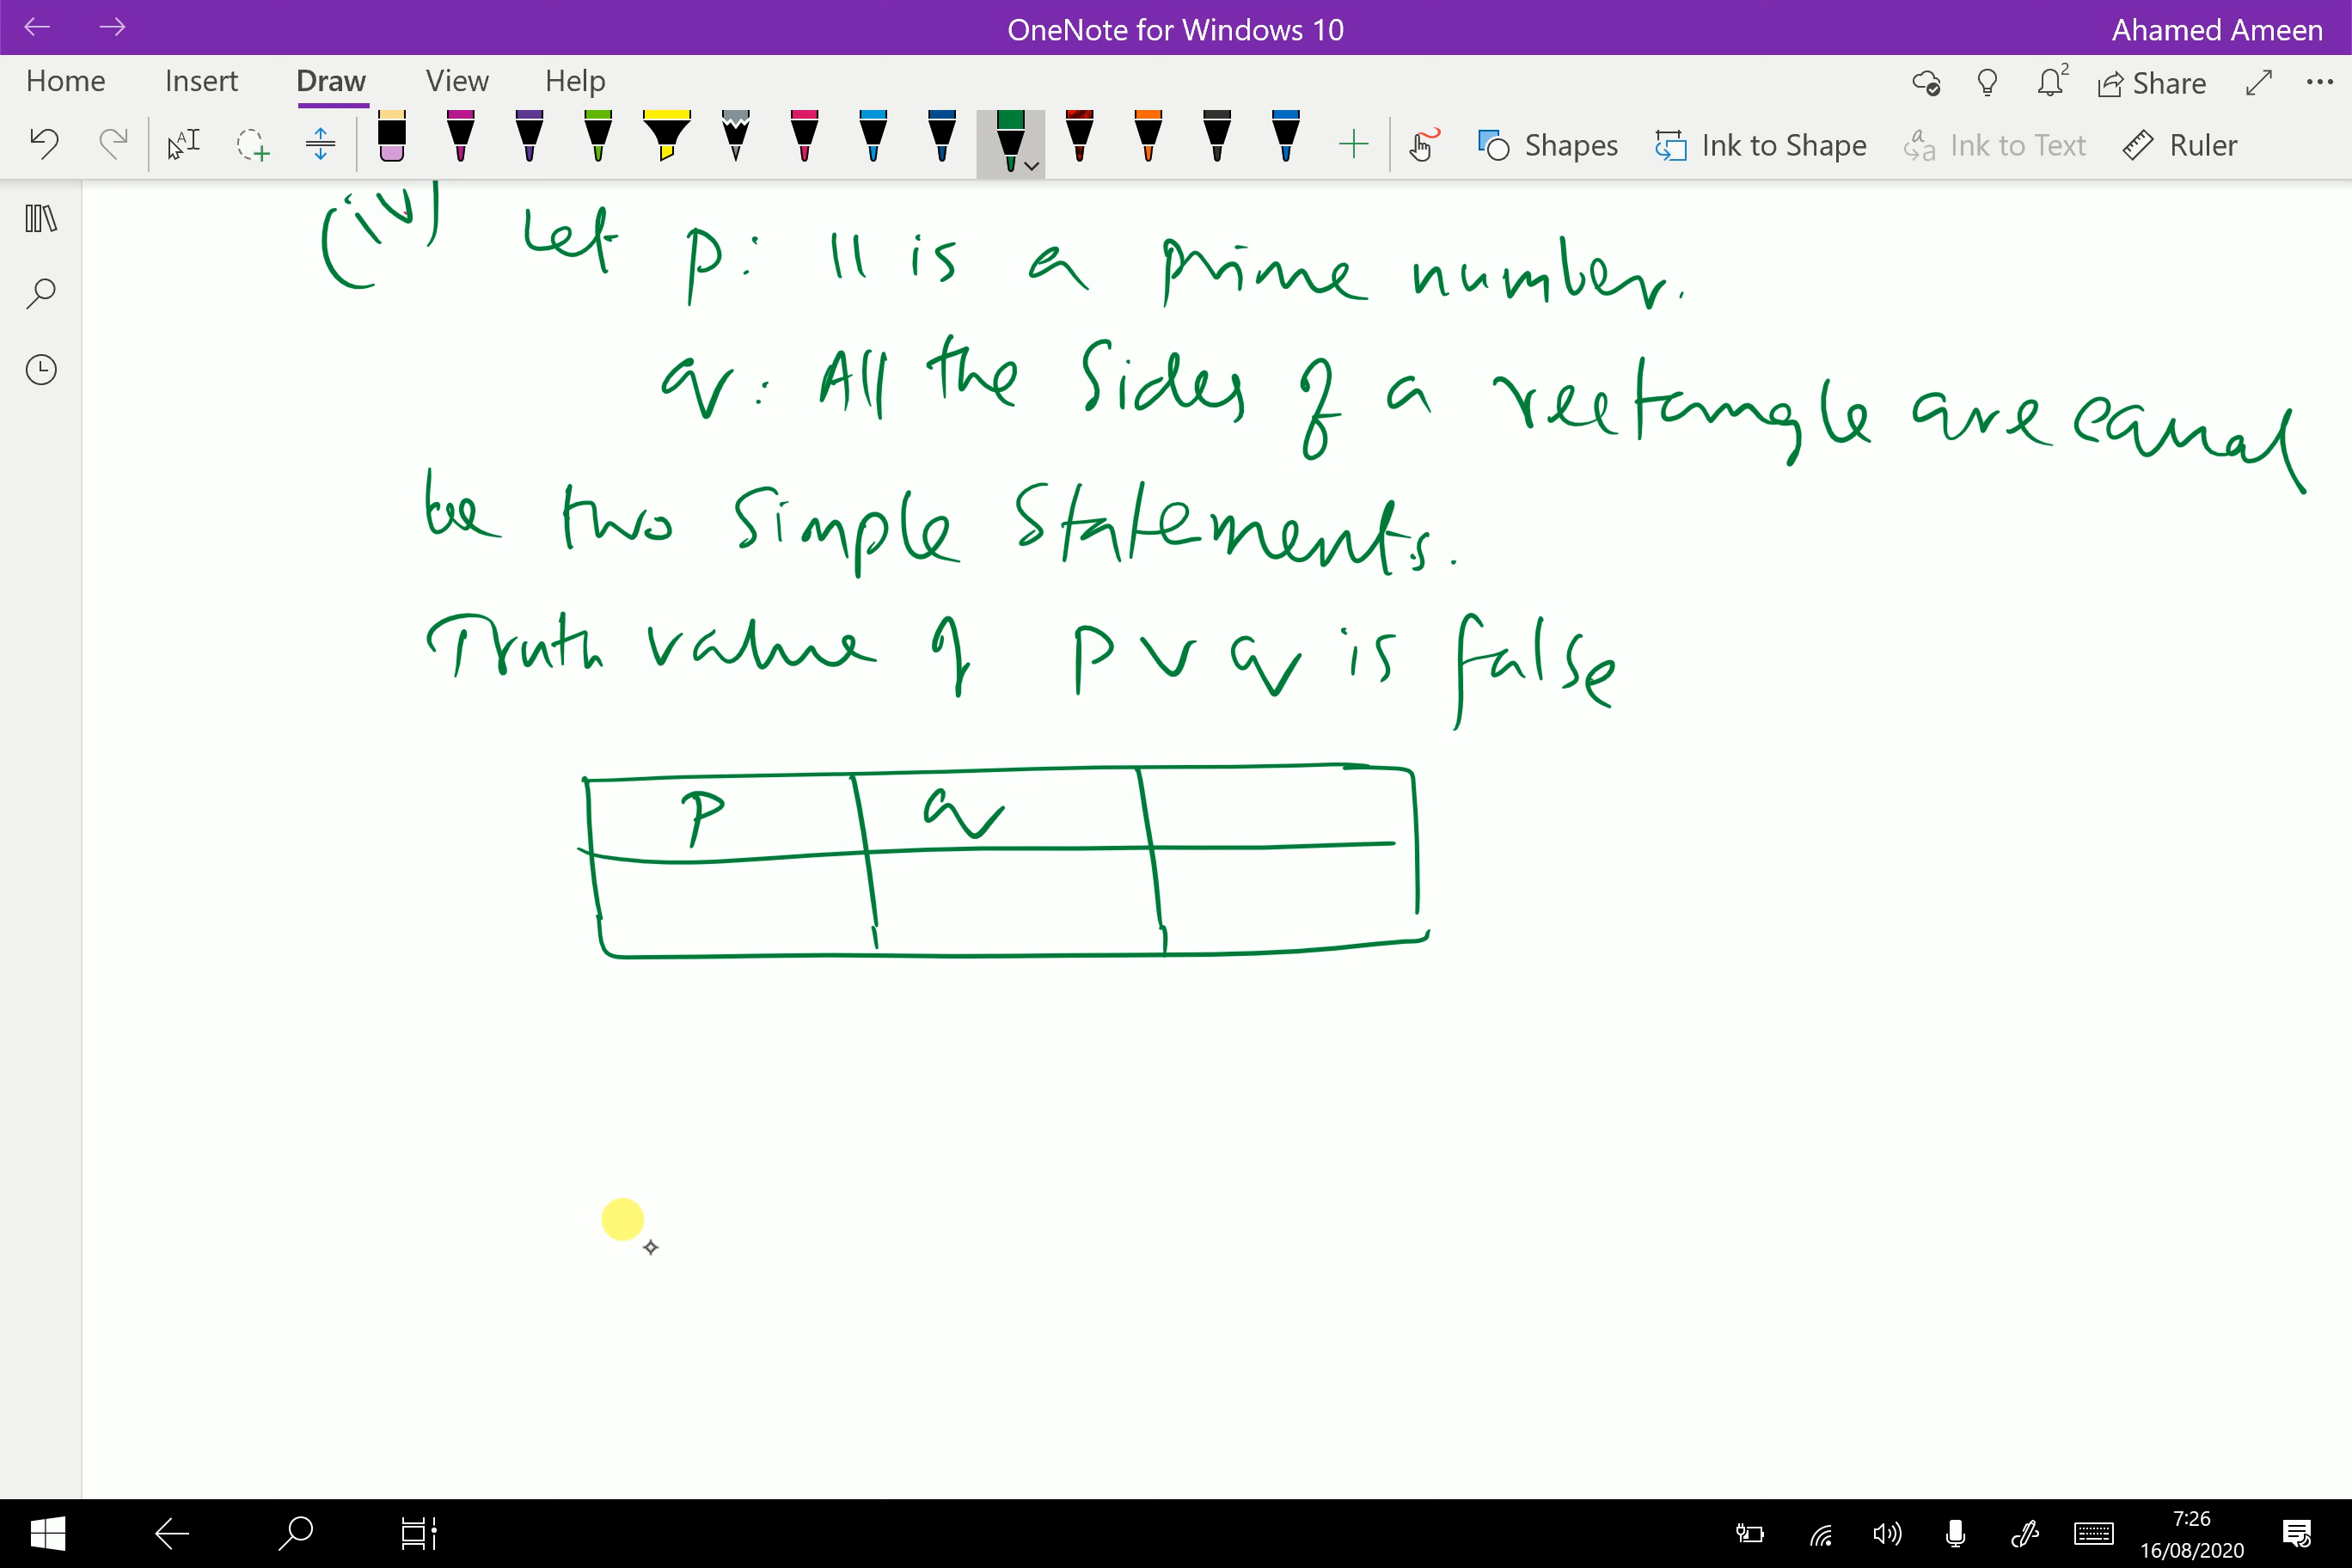 OneNote for Windows 10
Ahamed Ameen
Home Insert Draw View Help
2 Share
Shapes Ink to Shape Ink to Text Ruler
(iv) Let p: 11 is a prime number.
q: All the sides of a rectangle are equal
be two simple statements.
Truth value of p ∨ q is false
p q
7:26
16/08/2020